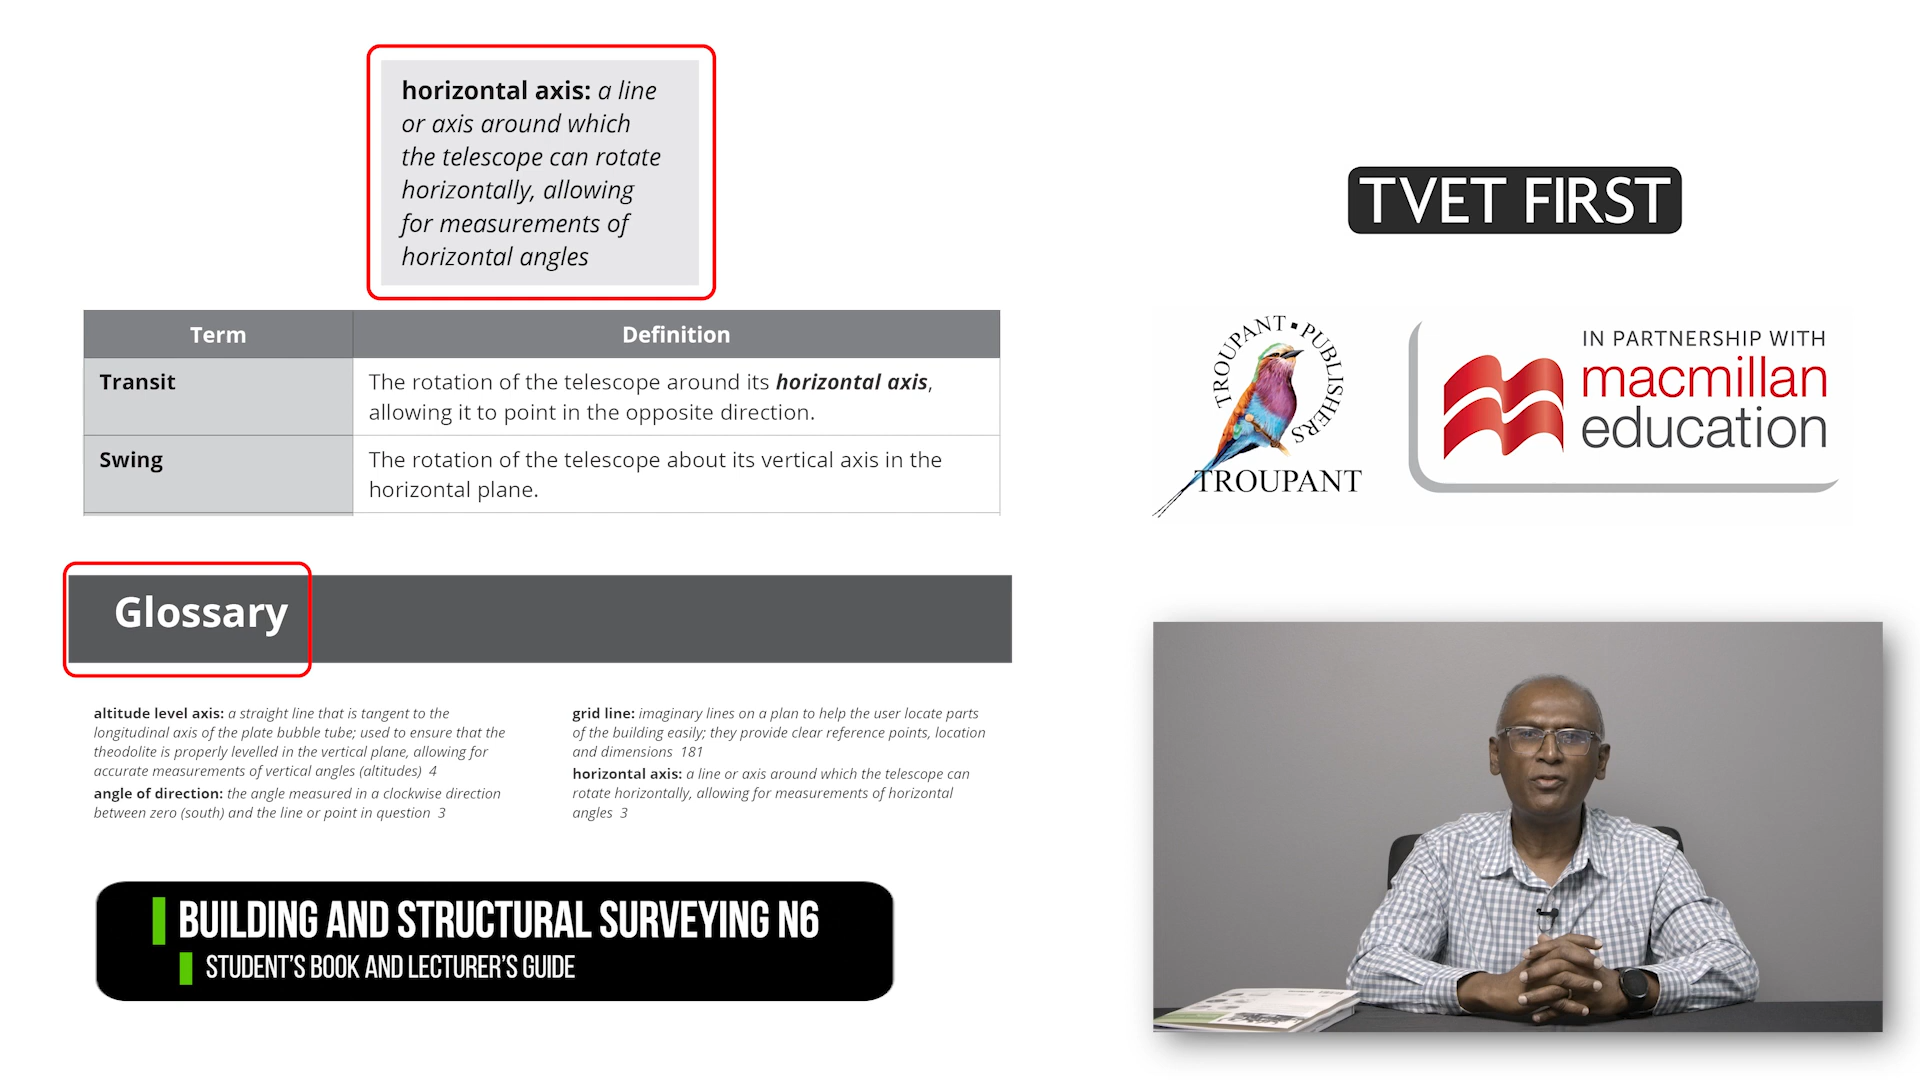 horizontal axis: a line
or axis around which
the telescope can rotate
horizontally, allowing
for measurements of
horizontal angles
Term Definition
Transit The rotation of the telescope around its horizontal axis,
allowing it to point in the opposite direction.
Swing The rotation of the telescope about its vertical axis in the
horizontal plane.
Glossary
altitude level axis: a straight line that is tangent to the
longitudinal axis of the plate bubble tube; used to ensure that the
theodolite is properly levelled in the vertical plane, allowing for
accurate measurements of vertical angles (altitudes) 4
angle of direction: the angle measured in a clockwise direction
between zero (south) and the line or point in question 3
grid line: imaginary lines on a plan to help the user locate parts
of the building easily; they provide clear reference points, location
and dimensions 181
horizontal axis: a line or axis around which the telescope can
rotate horizontally, allowing for measurements of horizontal
angles 3
BUILDING AND STRUCTURAL SURVEYING N6
STUDENT'S BOOK AND LECTURER'S GUIDE
TVET FIRST
TROUPANT ▪ PUBLISHERS
TROUPANT
IN PARTNERSHIP WITH
macmillan
education